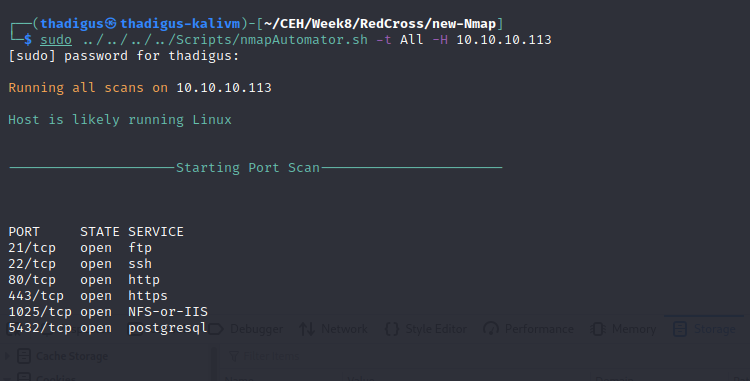 ┌──(thadigus㉿thadigus-kalivm)-[~/CEH/Week8/RedCross/new-Nmap]
└─$ sudo ../../../../Scripts/nmapAutomator.sh -t All -H 10.10.10.113
[sudo] password for thadigus:
Running all scans on 10.10.10.113
Host is likely running Linux
---------------------Starting Port Scan-----------------------
PORT     STATE SERVICE
21/tcp   open  ftp
22/tcp   open  ssh
80/tcp   open  http
443/tcp  open  https
1025/tcp open  NFS-or-IIS
5432/tcp open  postgresql
Debugger Network Style Editor Performance Memory Storage
Cache Storage
Cookies